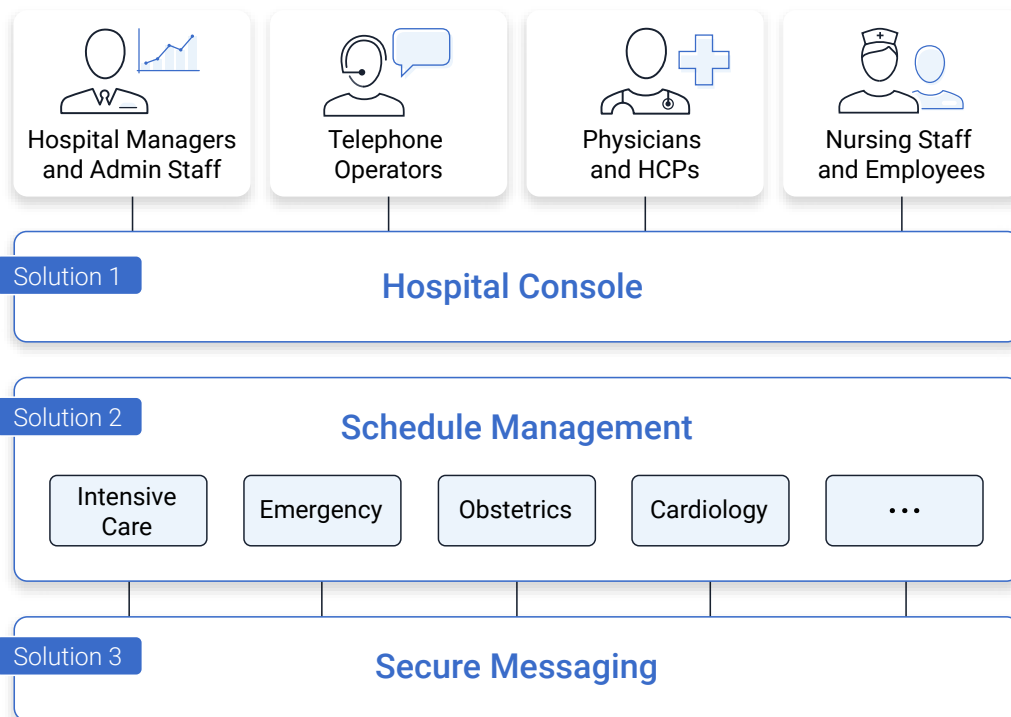 Hospital Managers
and Admin Staff
Telephone
Operators
Physicians
and HCPs
Nursing Staff
and Employees
Solution 1
Hospital Console
Solution 2
Schedule Management
Intensive
Care
Emergency
Obstetrics
Cardiology
...
Solution 3
Secure Messaging